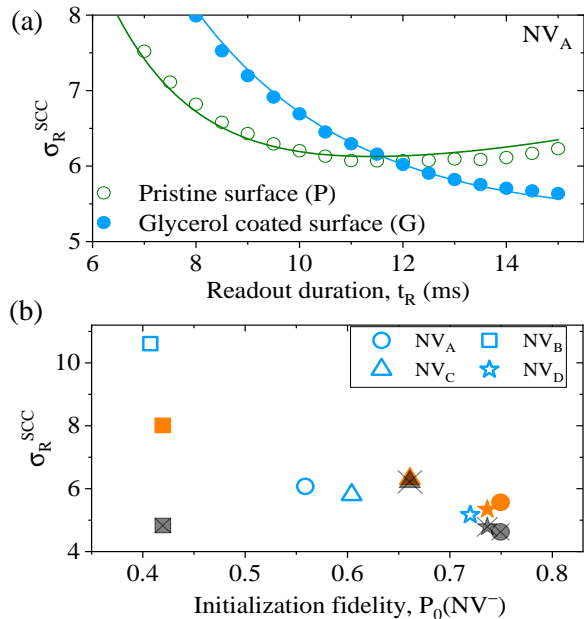 (a)
NV_A
8
7
6
5
σ_R^SCC
Pristine surface (P)
Glycerol coated surface (G)
6 8 10 12 14
Readout duration, t_R (ms)
(b)
10
8
6
4
σ_R^SCC
NV_A NV_B
NV_C NV_D
0.4 0.5 0.6 0.7 0.8
Initialization fidelity, P_0(NV⁻)